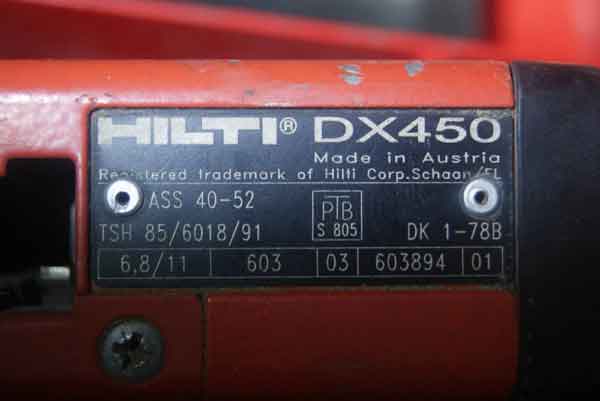 HILTI® DX450
Made in Austria
Registered trademark of Hilti Corp.Schaan/FL
ASS 40-52
PTB
TSH 85/6018/91
S 805
DK 1-78B
6,8/11 603 03 603894 01